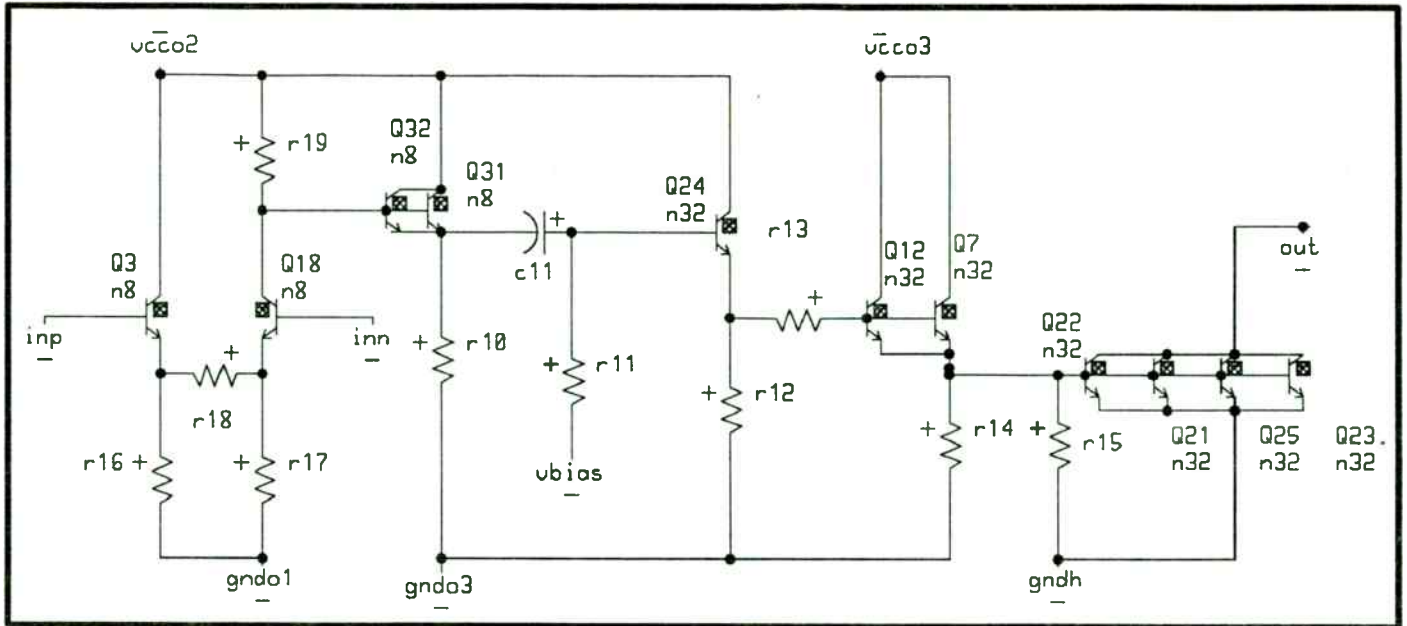 vcco2
vcco3
r19
Q32
n8
Q31
n8
Q24
n32
r13
Q12
n32
Q7
n32
out
Q3
n8
Q18
n8
c11
inp
inn
r10
r11
r12
Q22
n32
r18
r16
r17
vbias
r14
r15
Q21
n32
Q25
n32
Q23.
n32
gndo1
gndo3
gndh